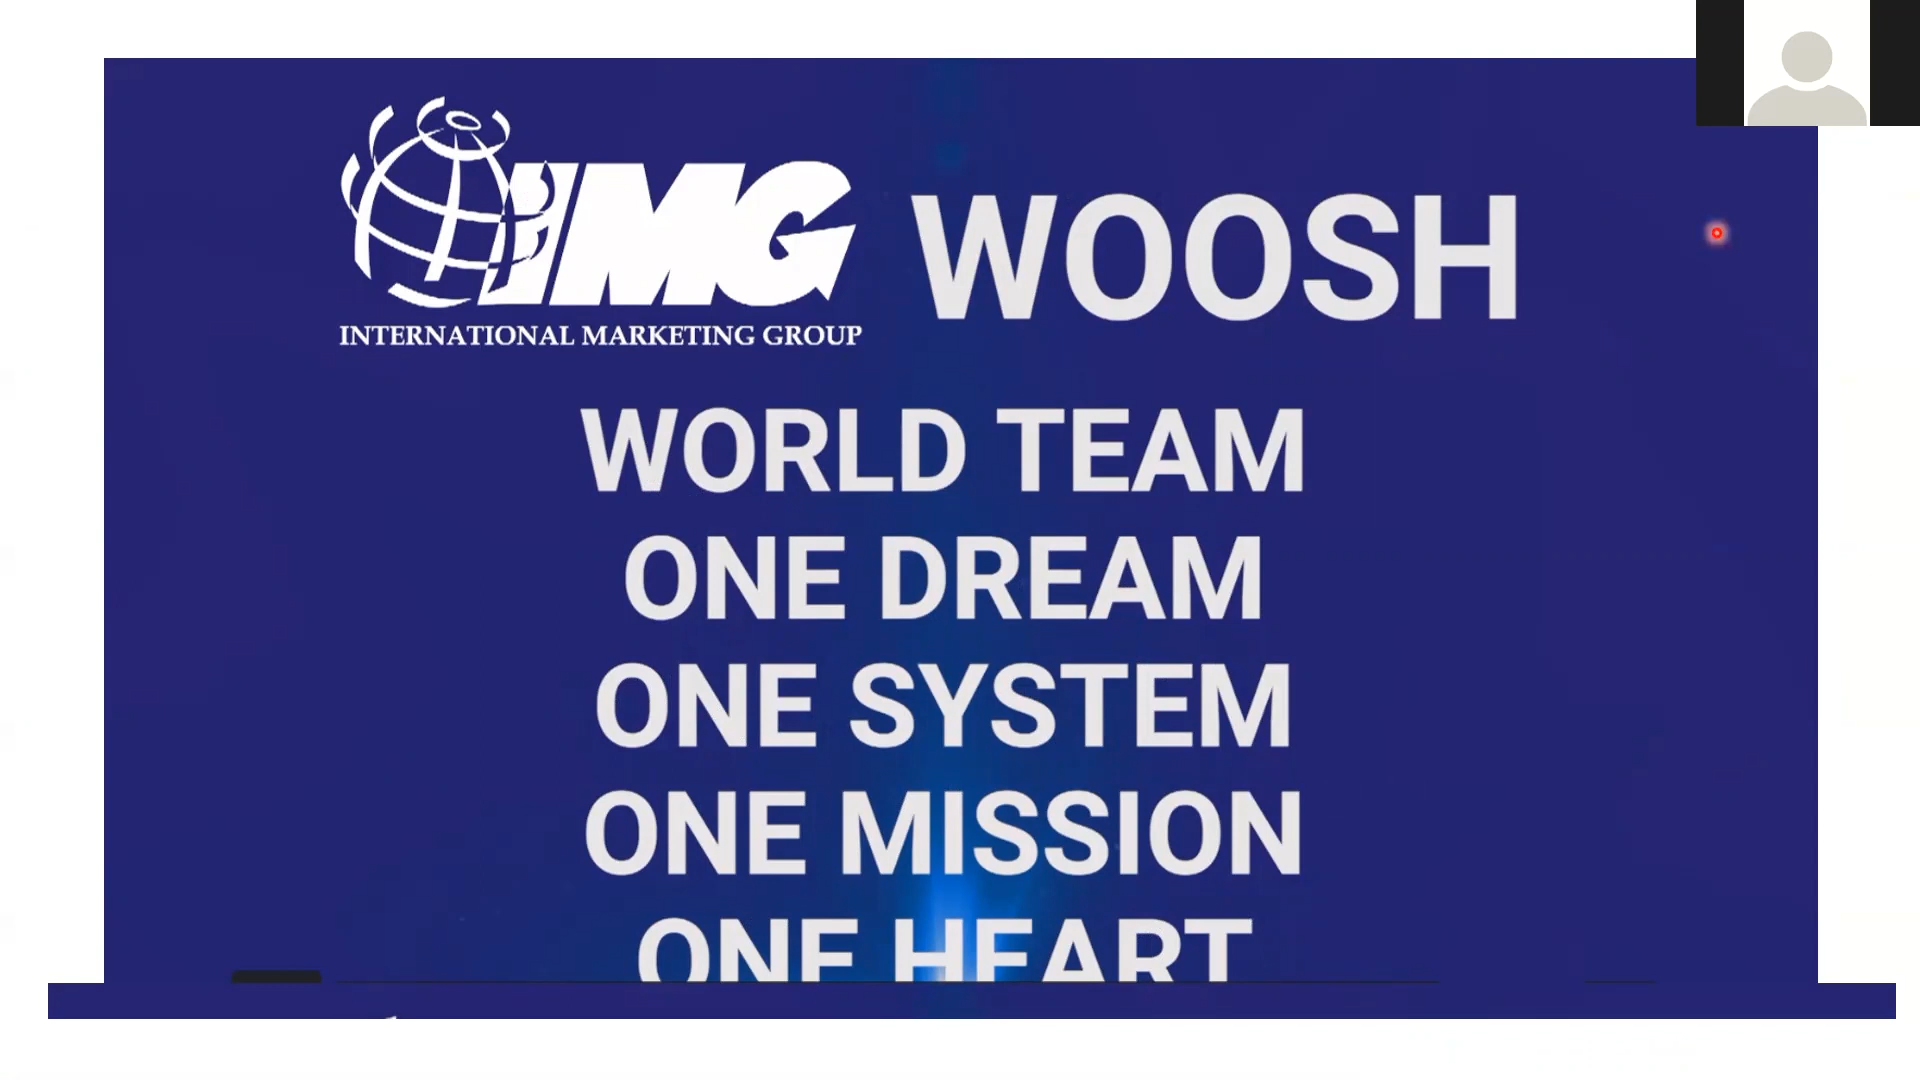 IMG WOOSH
INTERNATIONAL MARKETING GROUP
WORLD TEAM
ONE DREAM
ONE SYSTEM
ONE MISSION
ONE HEART